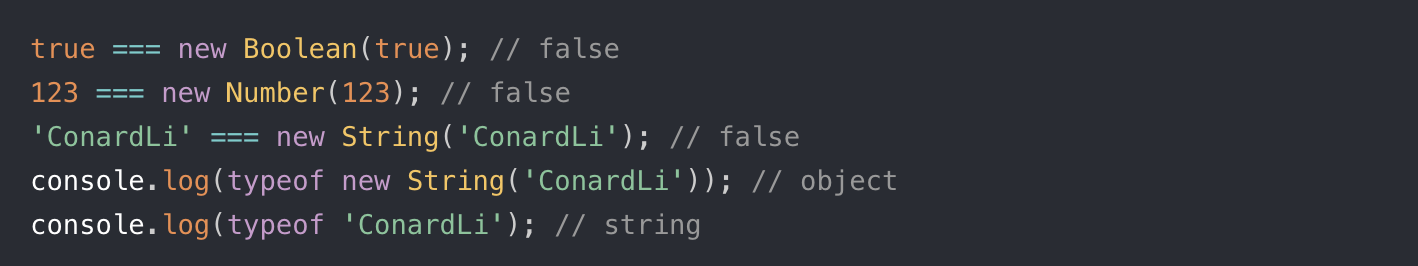 true === new Boolean(true); // false
123 === new Number(123); // false
'ConardLi' === new String('ConardLi'); // false
console.log(typeof new String('ConardLi')); // object
console.log(typeof 'ConardLi'); // string